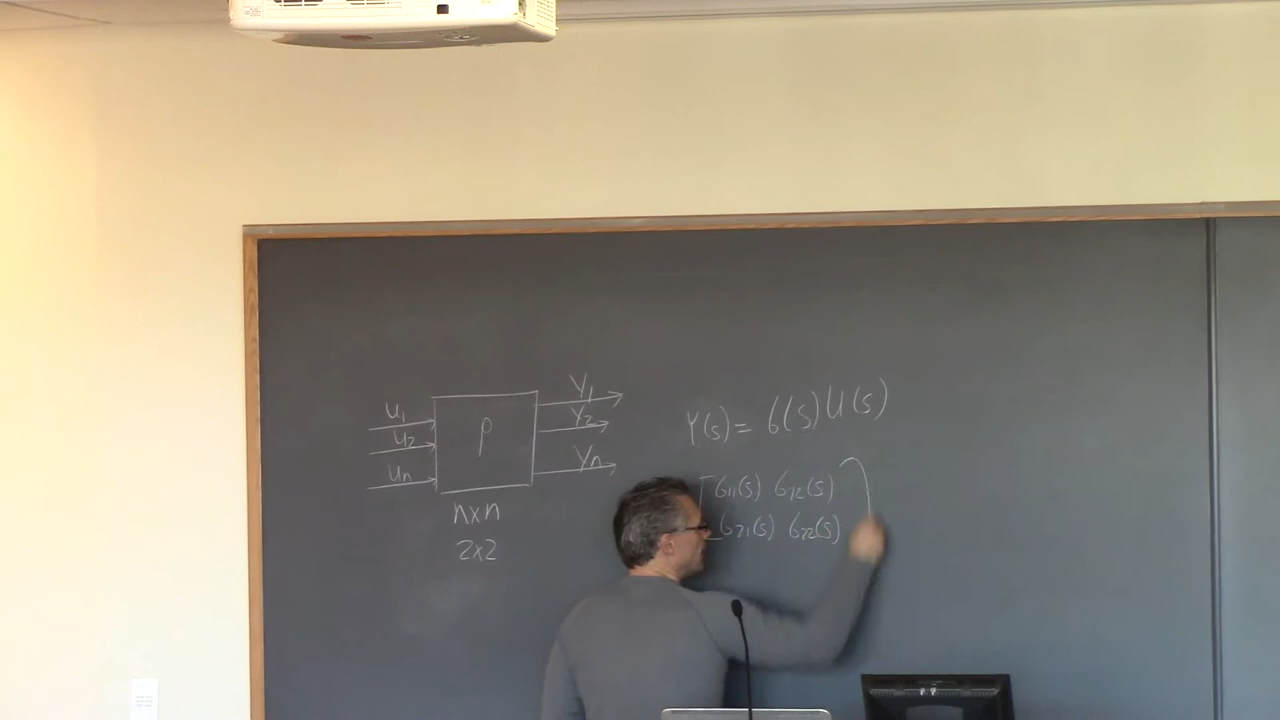 U1
U2
Un
P
Y1
Y2
Yn
nxn
2x2
Y(s) = G(s)U(s)
G11(s) G12(s)
G21(s) G22(s)